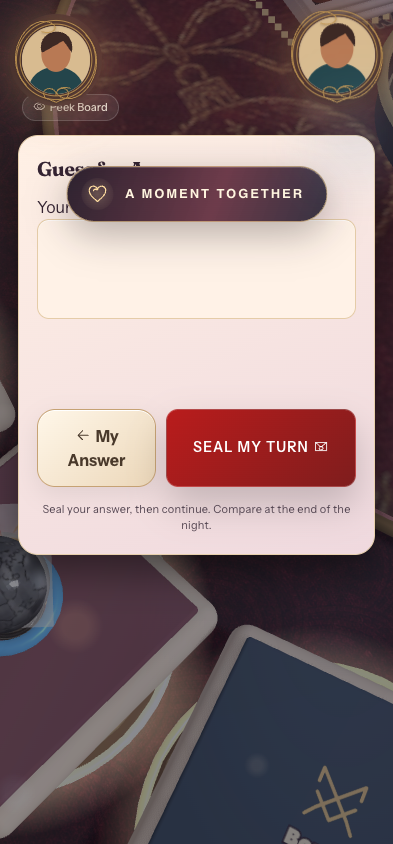 Peek Board
A MOMENT TOGETHER
← My
Answer
SEAL MY TURN
Seal your answer, then continue. Compare at the end of the
night.